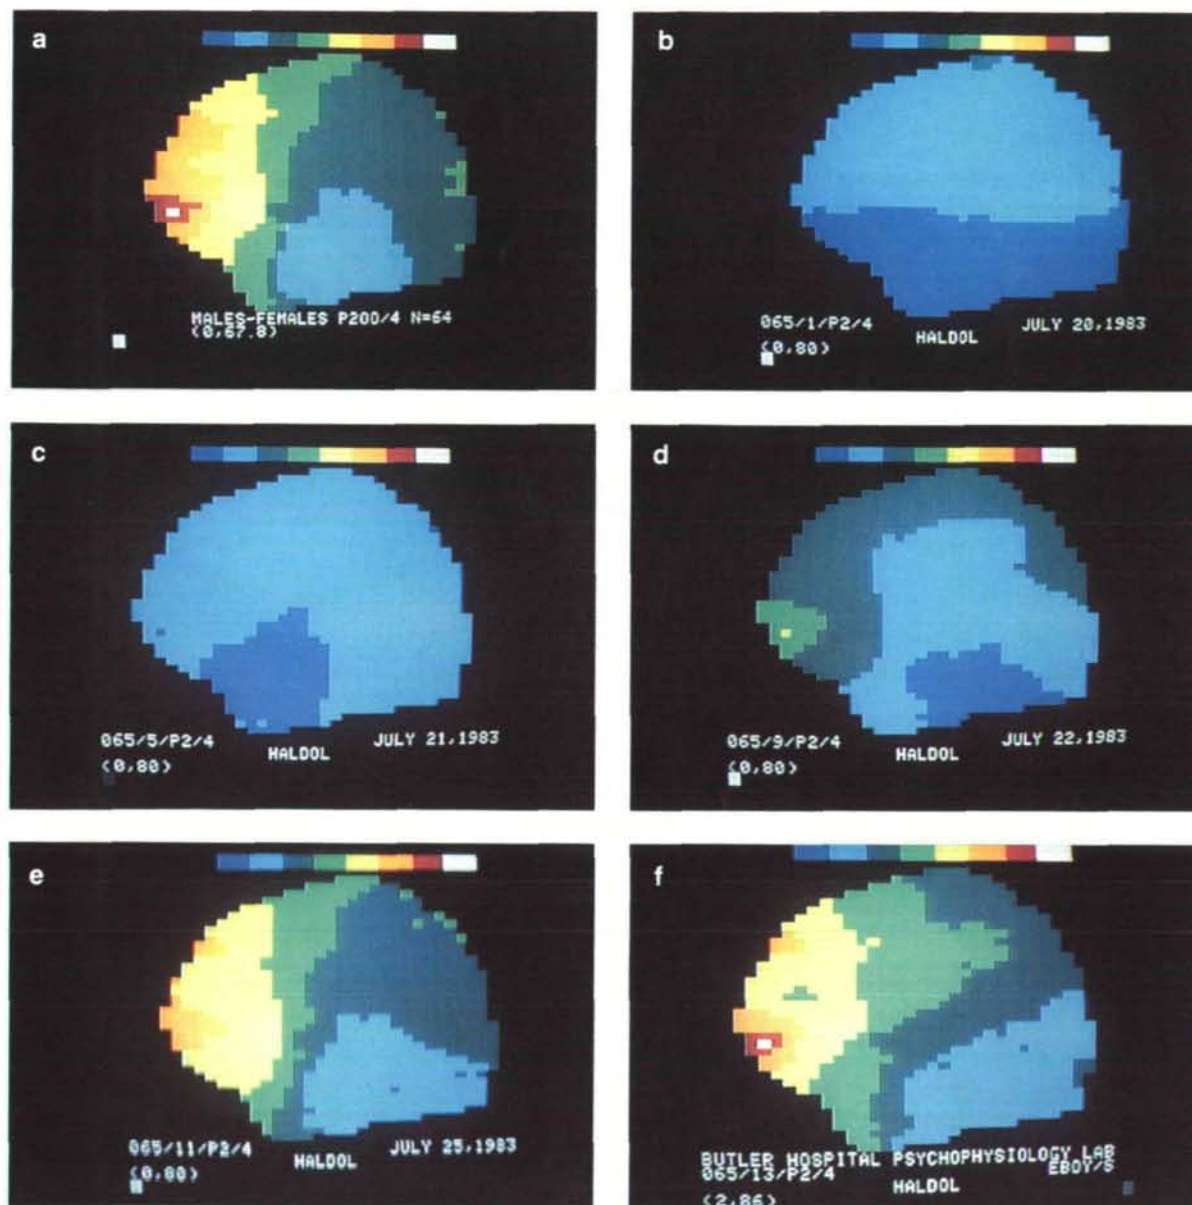 a
MALES-FEMALES P200/4 N=64
(0,67.8)
b
065/1/P2/4 HALDOL JULY 20,1983
(0,80)
c
065/5/P2/4 HALDOL JULY 21,1983
(0,80)
d
065/9/P2/4 HALDOL JULY 22,1983
(0,80)
e
065/11/P2/4 HALDOL JULY 25,1983
(0,80)
f
BUTLER HOSPITAL PSYCHOPHYSIOLOGY LAB
065/13/P2/4 EBDY/S
HALDOL
(2,86)